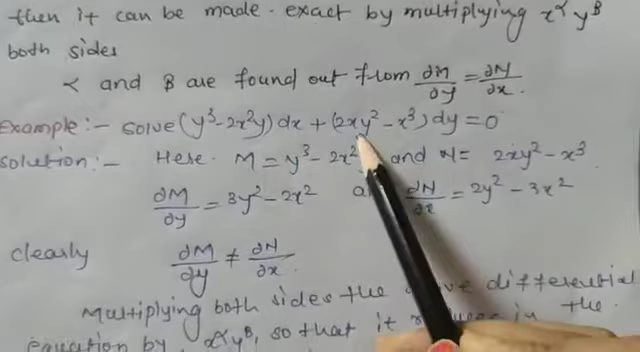 then it can be made exact by multiplying x^α y^β
both sides
α and β are found out from ∂M/∂y = ∂N/∂x.
Example:- solve (y³-2x²y)dx + (2xy²-x³)dy = 0
Solution:- Here M = y³-2x² and N = 2xy²-x³
∂M/∂y = 3y²-2x² a ∂N/∂x = 2y²-3x²
clearly ∂M/∂y ≠ ∂N/∂x.
Multiplying both sides the differential
equation by x^α y^β, so that it in the